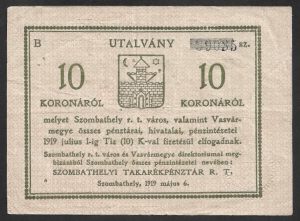 B UTALVÁNY sz.
10 10
KORONÁRÓL KORONÁRÓL
melyet Szombathely r. t. város, valamint Vasvár-
megye összes pénztárai, hivatalai, pénzintézetei
1919 julius 1-ig Tíz (10) K-val fizetésül elfogadnak.
Szombathely r. t. város és Vasvármegye direktoriumai meg-
bizásából Szombathely összes pénzintézetei nevében:
SZOMBATHELYI TAKARÉKPÉNZTÁR R. T.
Szombathely, 1919 május 6.